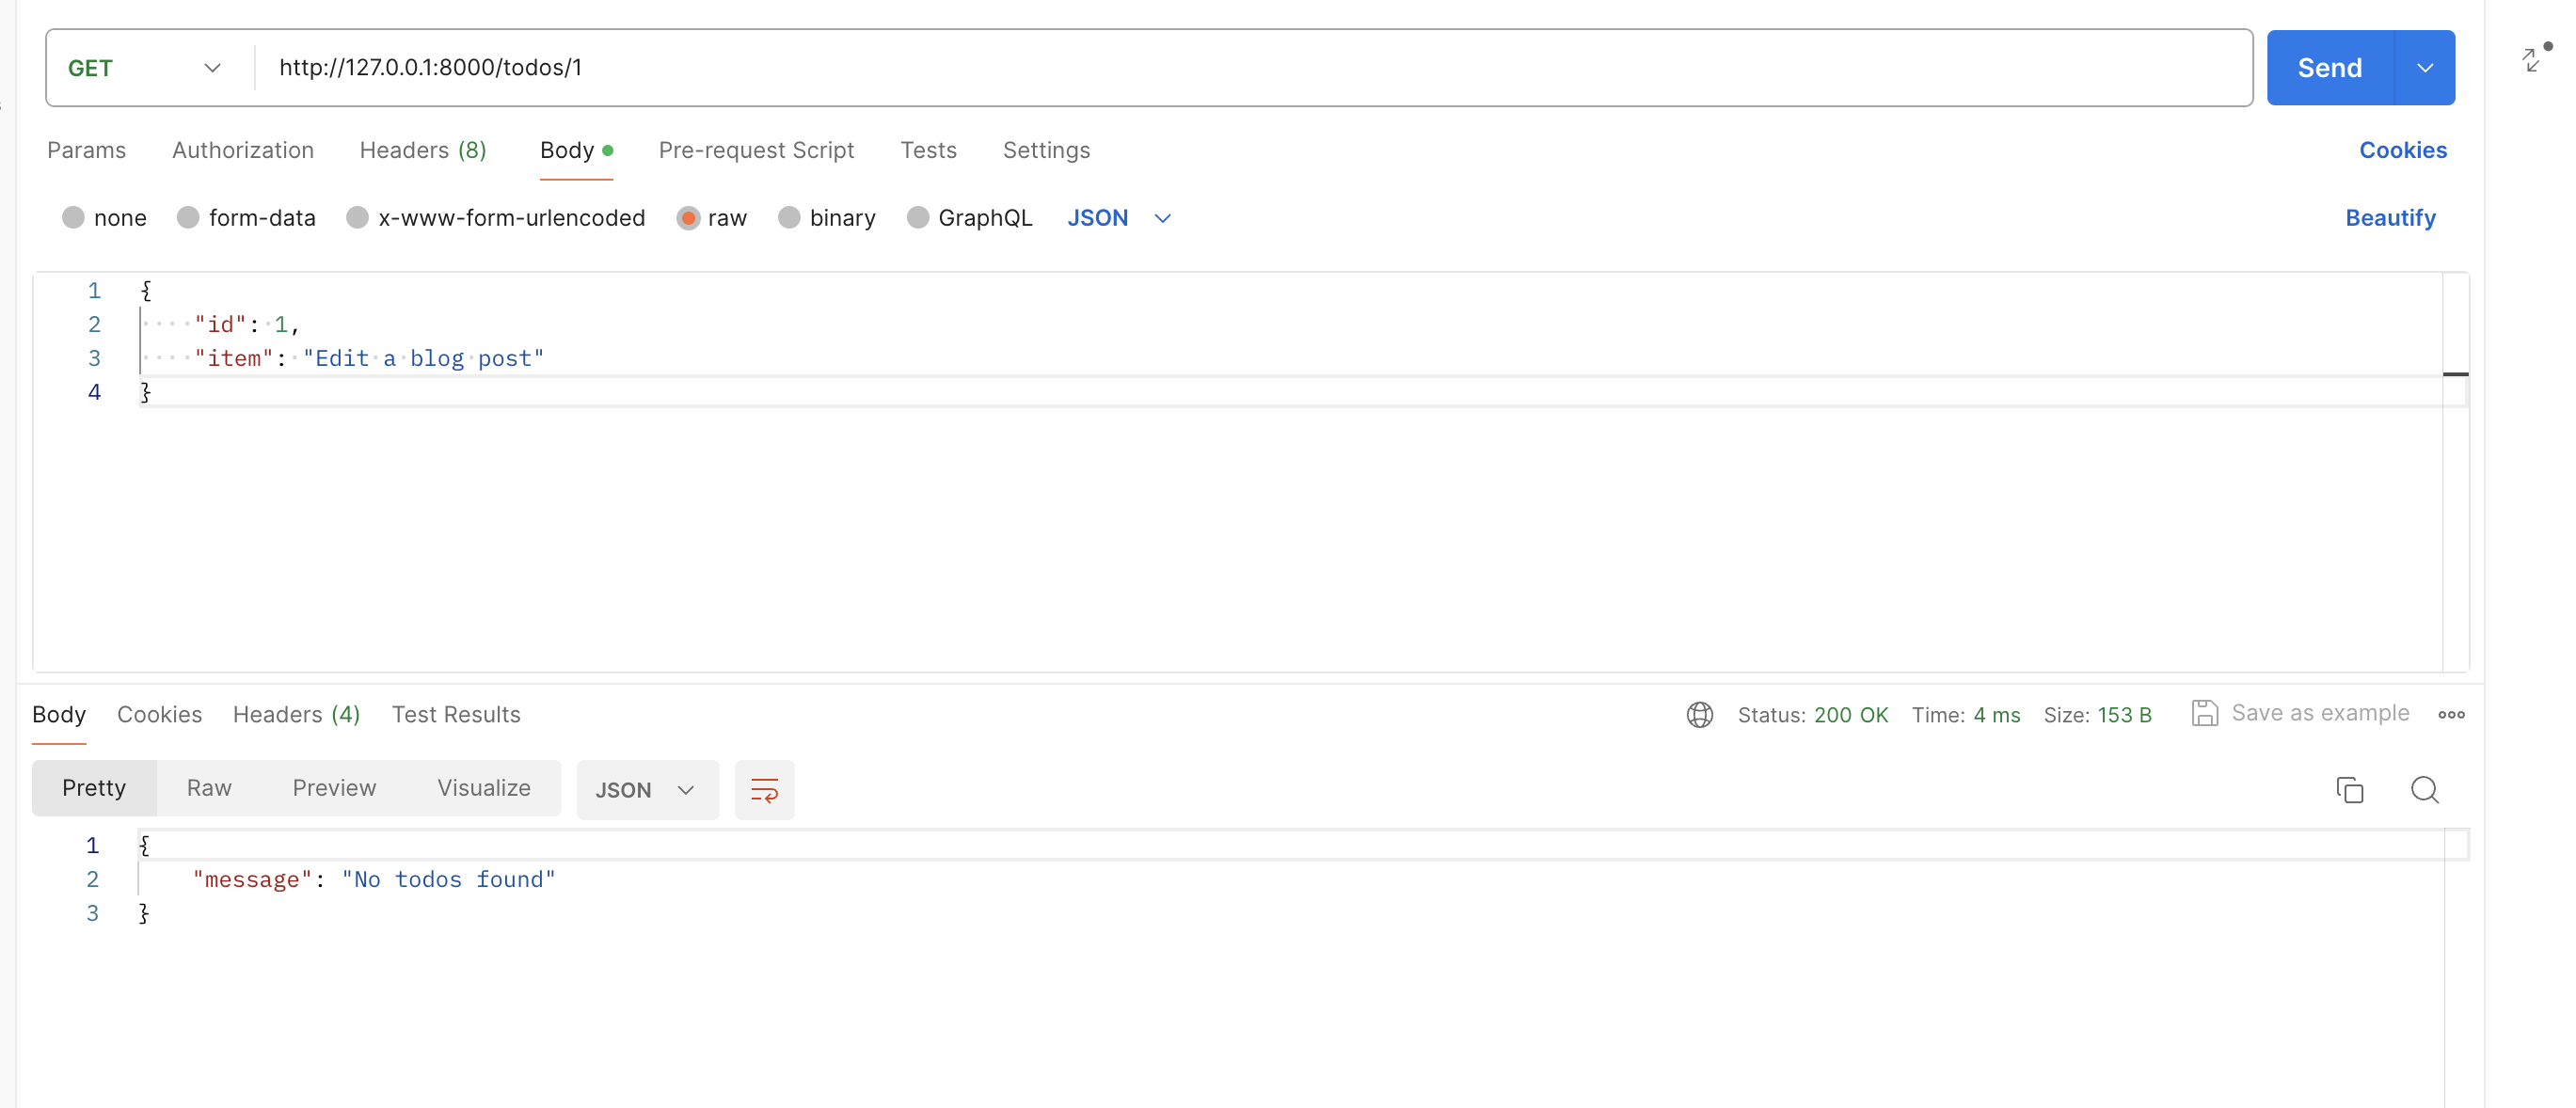 GET http://127.0.0.1:8000/todos/1 Send
Params Authorization Headers (8) Body Pre-request Script Tests Settings Cookies
none form-data x-www-form-urlencoded raw binary GraphQL JSON Beautify
1 {
2 "id": 1,
3 "item": "Edit a blog post"
4 }
Body Cookies Headers (4) Test Results Status: 200 OK Time: 4 ms Size: 153 B Save as example
Pretty Raw Preview Visualize JSON
1 {
2 "message": "No todos found"
3 }